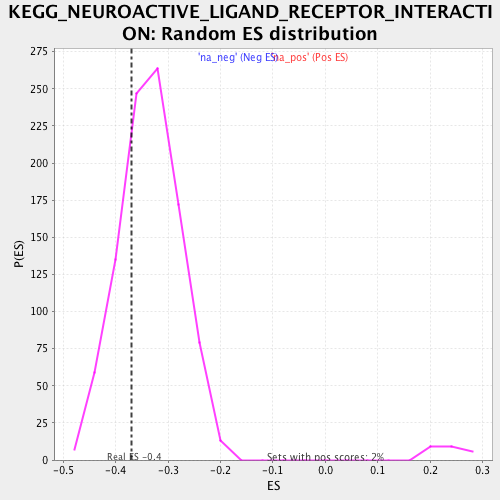 KEGG_NEUROACTIVE_LIGAND_RECEPTOR_INTERACTI
ON: Random ES distribution
'na_neg' (Neg ES) 'na_pos' (Pos ES)
275
250
225
200
175
150
125
100
75
50
25
0
P(ES)
Real ES -0.4
Sets with pos scores: 2%
-0.5 -0.4 -0.3 -0.2 -0.1 0.0 0.1 0.2 0.3
ES